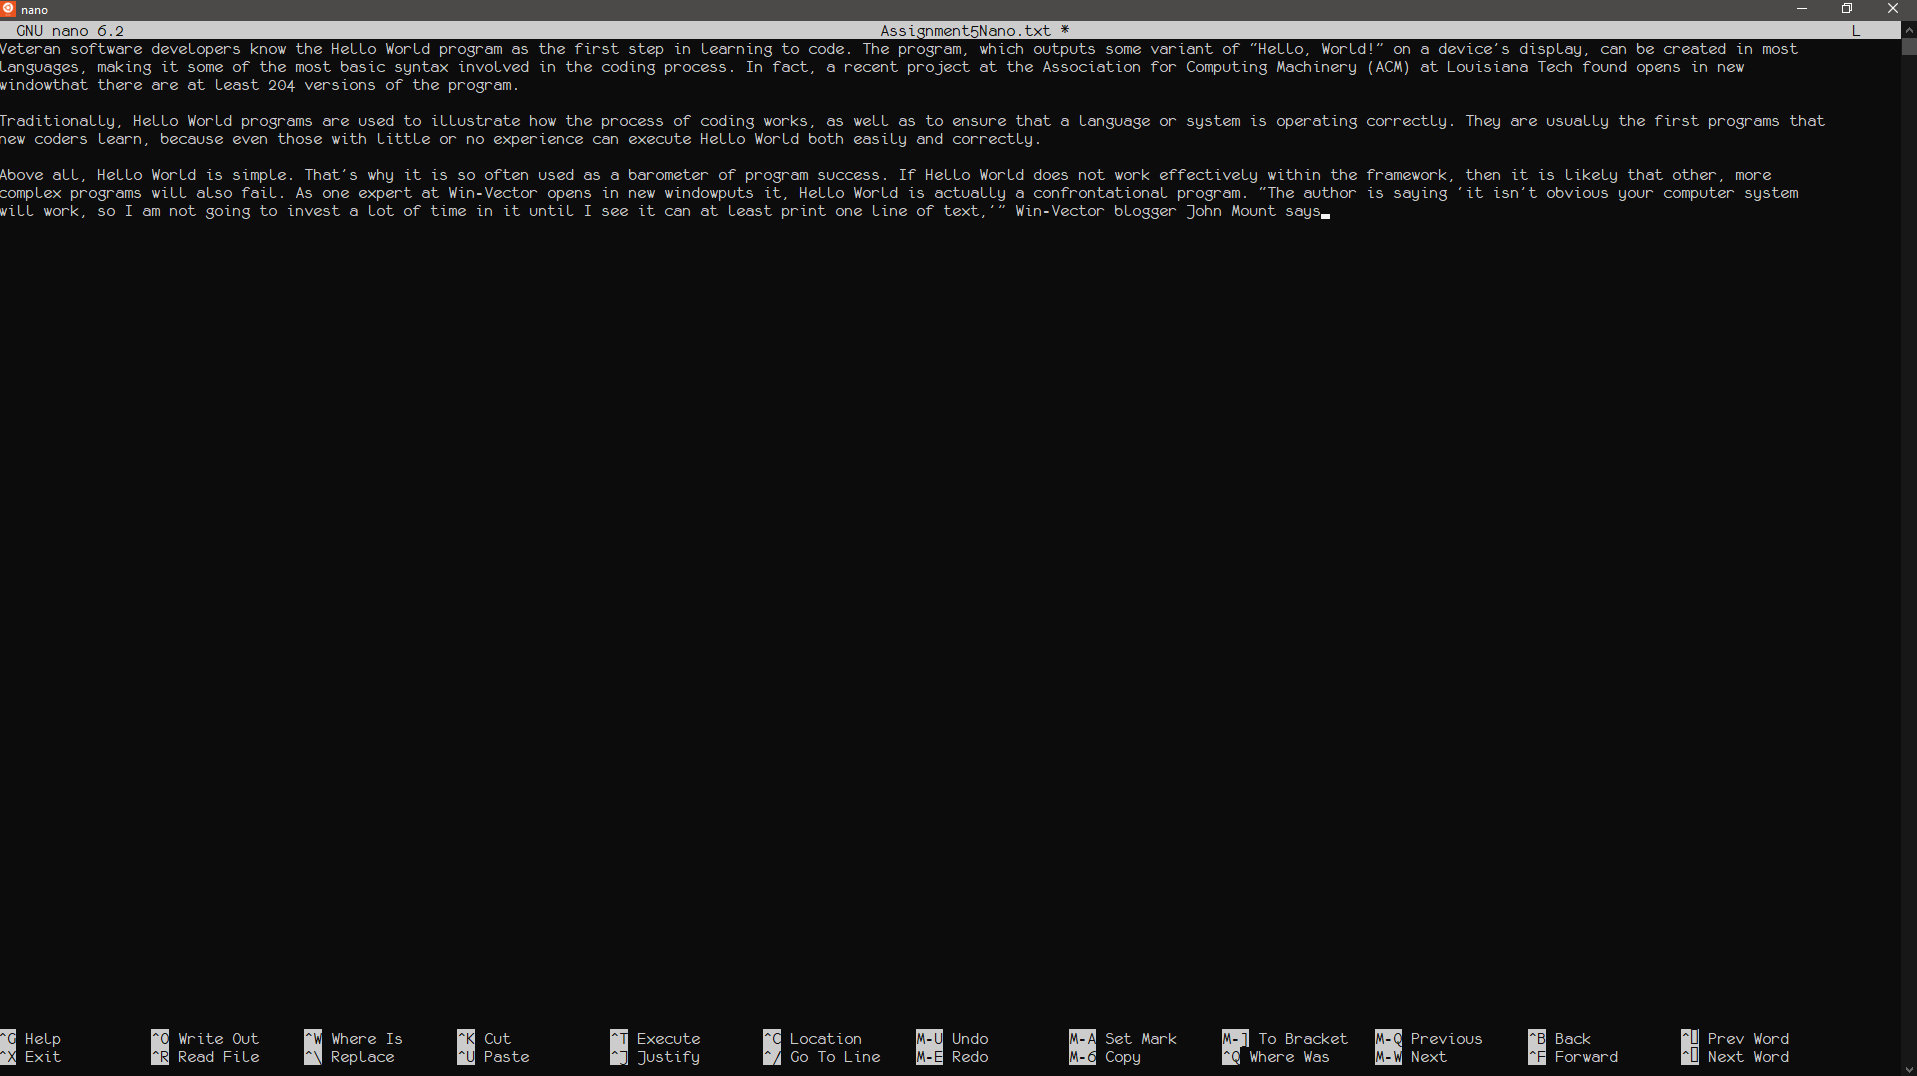 nano
GNU nano 6.2 Assignment5Nano.txt * L
Veteran software developers know the Hello World program as the first step in learning to code. The program, which outputs some variant of “Hello, World!” on a device’s display, can be created in most
languages, making it some of the most basic syntax involved in the coding process. In fact, a recent project at the Association for Computing Machinery (ACM) at Louisiana Tech found opens in new
windowthat there are at least 204 versions of the program.
Traditionally, Hello World programs are used to illustrate how the process of coding works, as well as to ensure that a language or system is operating correctly. They are usually the first programs that
new coders learn, because even those with little or no experience can execute Hello World both easily and correctly.
Above all, Hello World is simple. That’s why it is so often used as a barometer of program success. If Hello World does not work effectively within the framework, then it is likely that other, more
complex programs will also fail. As one expert at Win-Vector opens in new windowputs it, Hello World is actually a confrontational program. “The author is saying ‘it isn’t obvious your computer system
will work, so I am not going to invest a lot of time in it until I see it can at least print one line of text,’” Win-Vector blogger John Mount says
^G Help ^O Write Out ^W Where Is ^K Cut ^T Execute ^C Location M-U Undo M-A Set Mark M-] To Bracket M-Q Previous ^B Back ^▯ Prev Word
^X Exit ^R Read File ^\ Replace ^U Paste ^J Justify ^/ Go To Line M-E Redo M-6 Copy ^Q Where Was M-W Next ^F Forward ^▯ Next Word